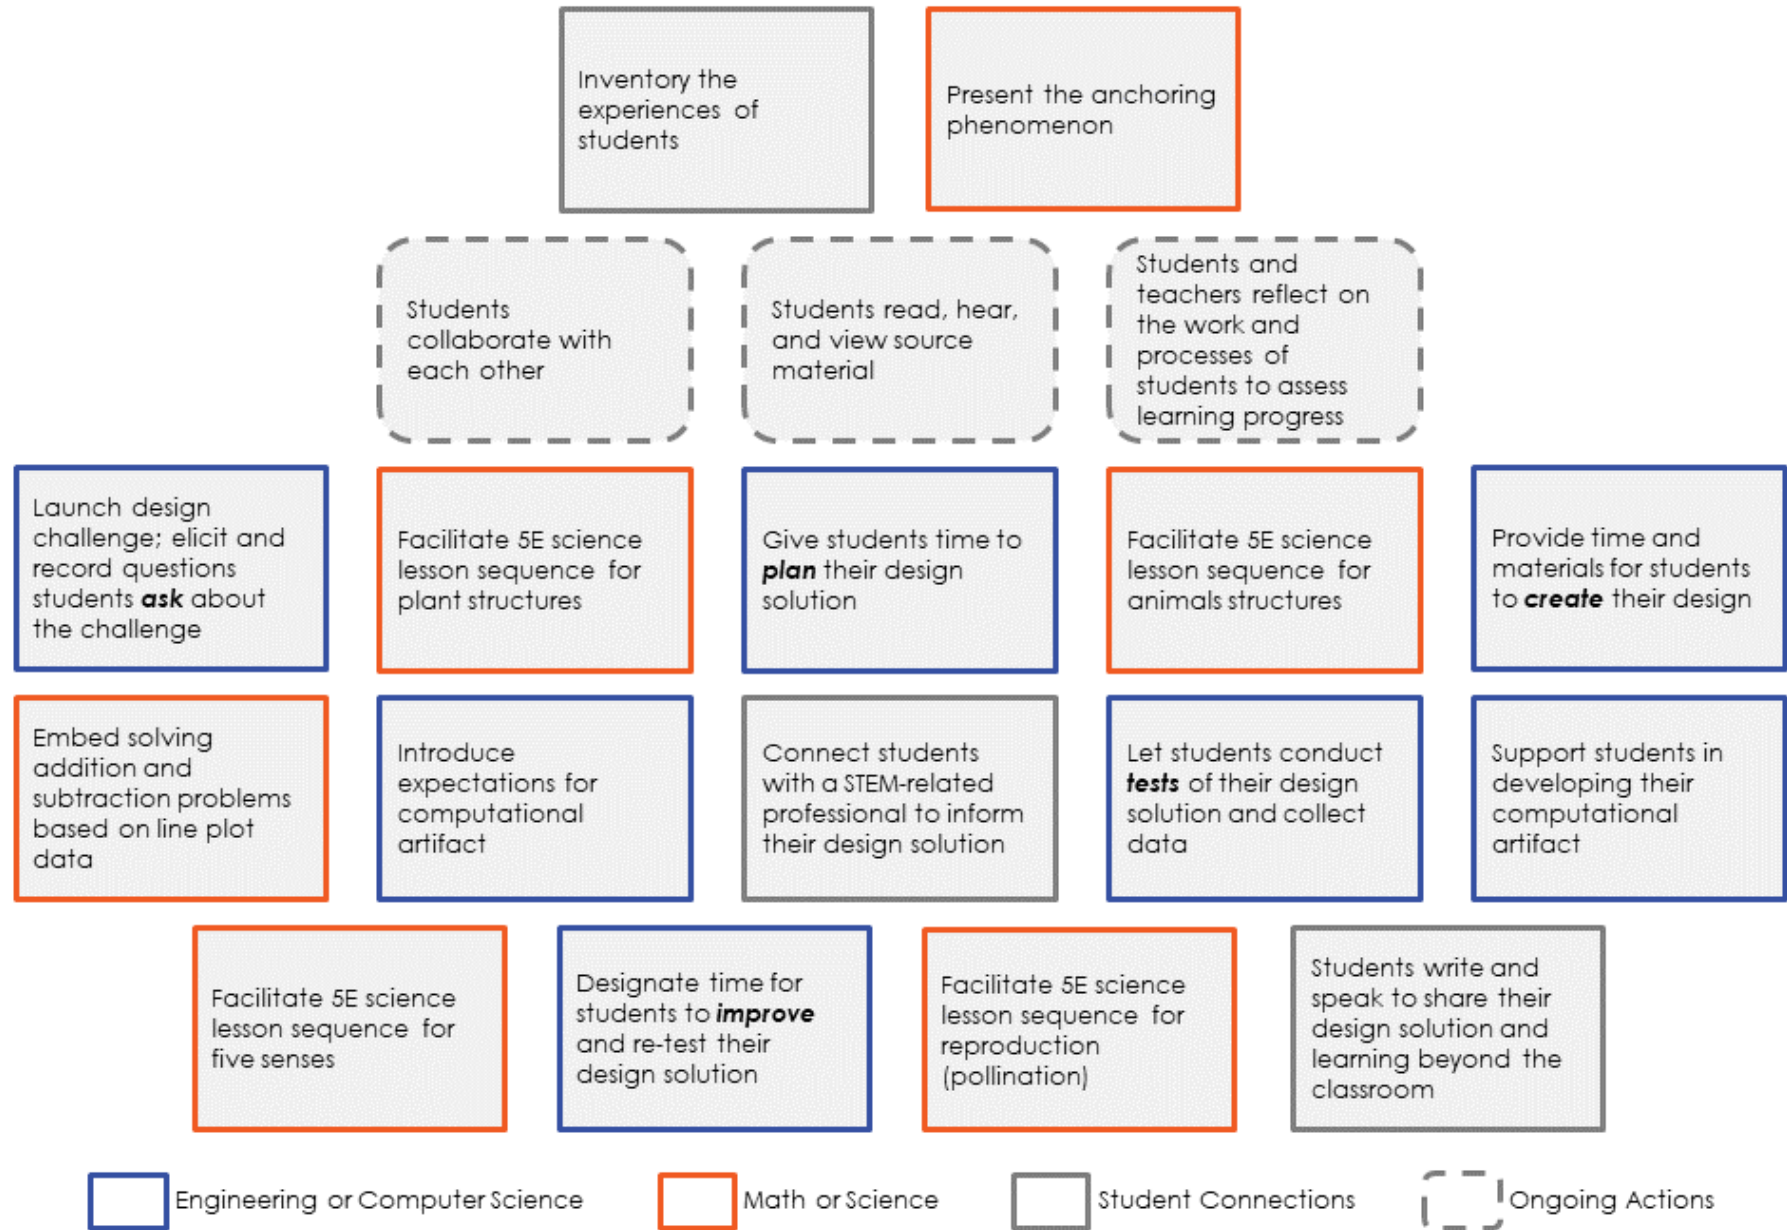 Inventory the
experiences of
students
Present the anchoring
phenomenon
Students
collaborate with
each other
Students read, hear,
and view source
material
Students and
teachers reflect on
the work and
processes of
students to assess
learning progress
Launch design
challenge; elicit and
record questions
students ask about
the challenge
Facilitate 5E science
lesson sequence for
plant structures
Give students time to
plan their design
solution
Facilitate 5E science
lesson sequence for
animals structures
Provide time and
materials for students
to create their design
Embed solving
addition and
subtraction problems
based on line plot
data
Introduce
expectations for
computational
artifact
Connect students
with a STEM-related
professional to inform
their design solution
Let students conduct
tests of their design
solution and collect
data
Support students in
developing their
computational
artifact
Facilitate 5E science
lesson sequence for
five senses
Designate time for
students to improve
and re-test their
design solution
Facilitate 5E science
lesson sequence for
reproduction
(pollination)
Students write and
speak to share their
design solution and
learning beyond the
classroom
Engineering or Computer Science
Math or Science
Student Connections
Ongoing Actions